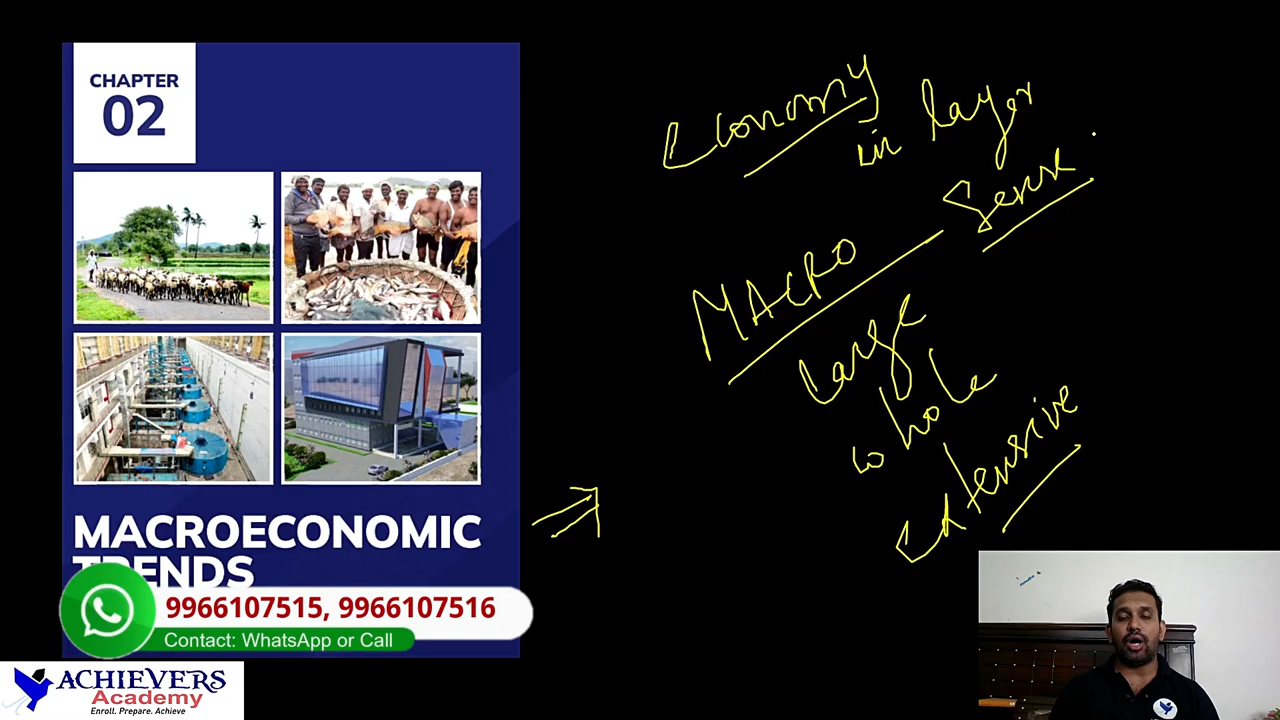 CHAPTER
02
MACROECONOMIC
TRENDS
9966107515, 9966107516
Contact: WhatsApp or Call
ACHIEVERS
Academy
Enroll. Prepare. Achieve
Economy
in layer
Sense
MACRO
large
whole
extensive